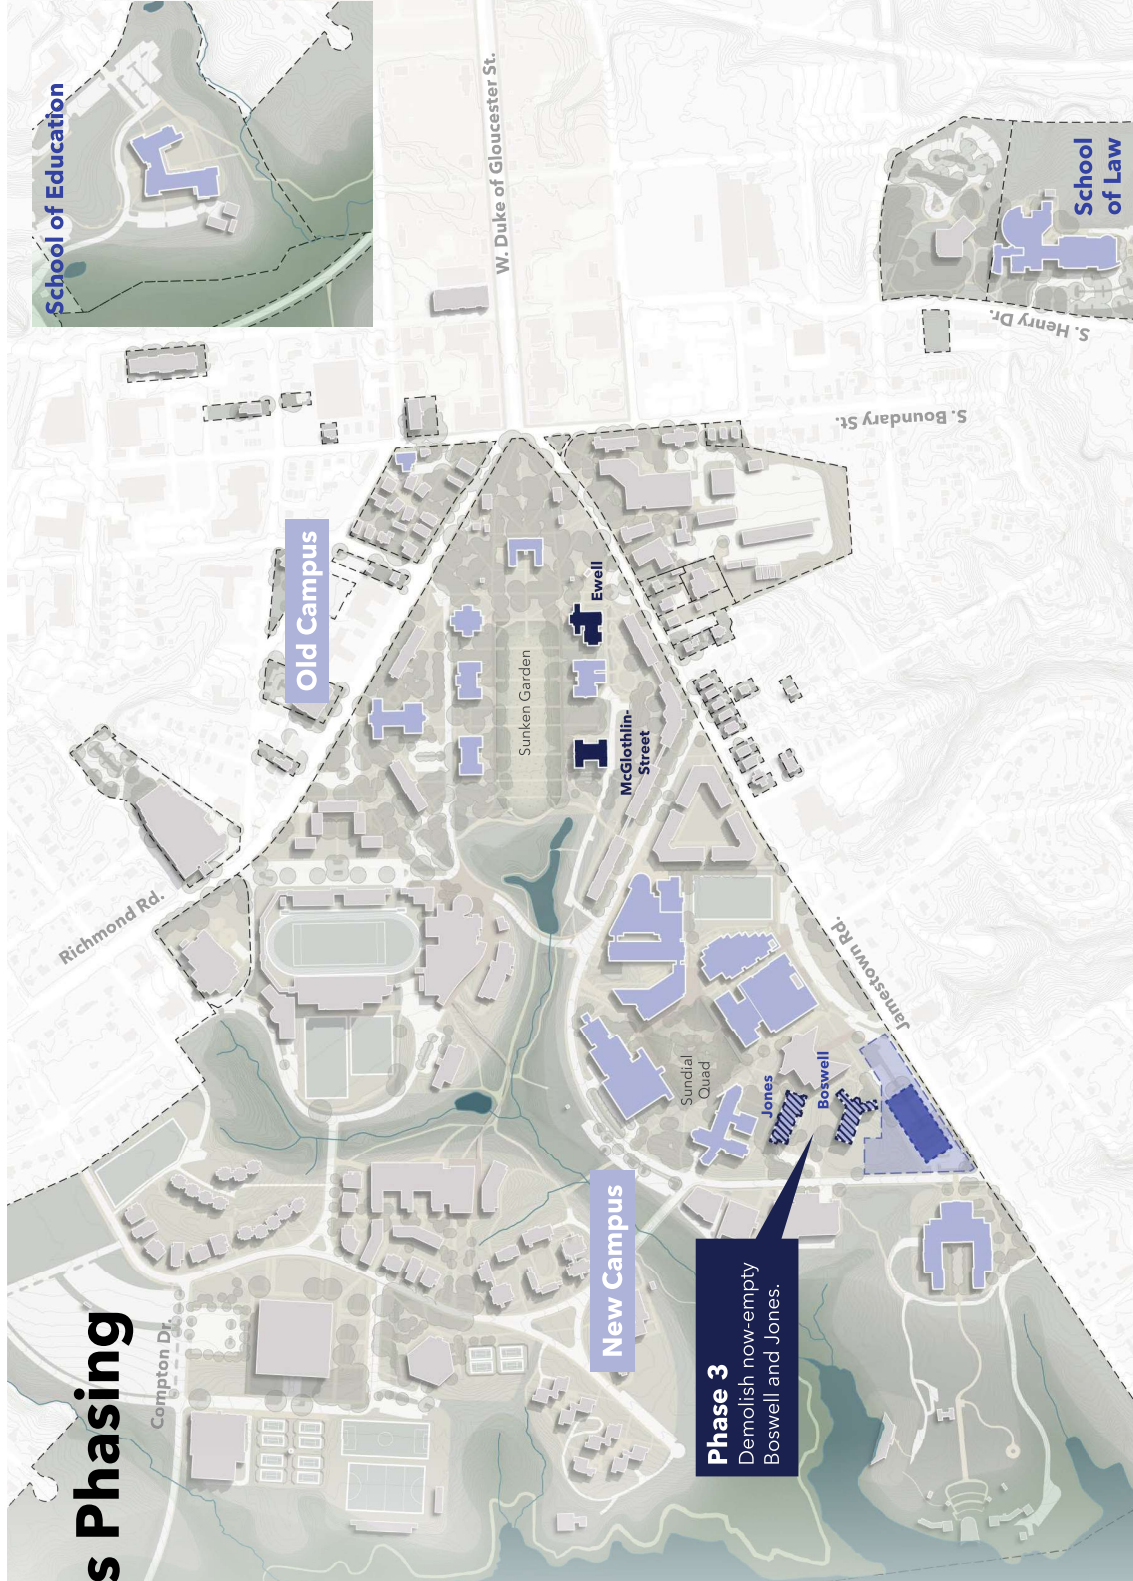 s Phasing
School of Education
W. Duke of Gloucester St.
School
of Law
S. Henry Dr.
S. Boundary St.
Old Campus
Richmond Rd.
Sunken Garden
Ewell
McGlothlin-
Street
Jamestown Rd.
Sundial
Quad
Jones
Boswell
New Campus
Compton Dr.
Phase 3
Demolish now-empty
Boswell and Jones.